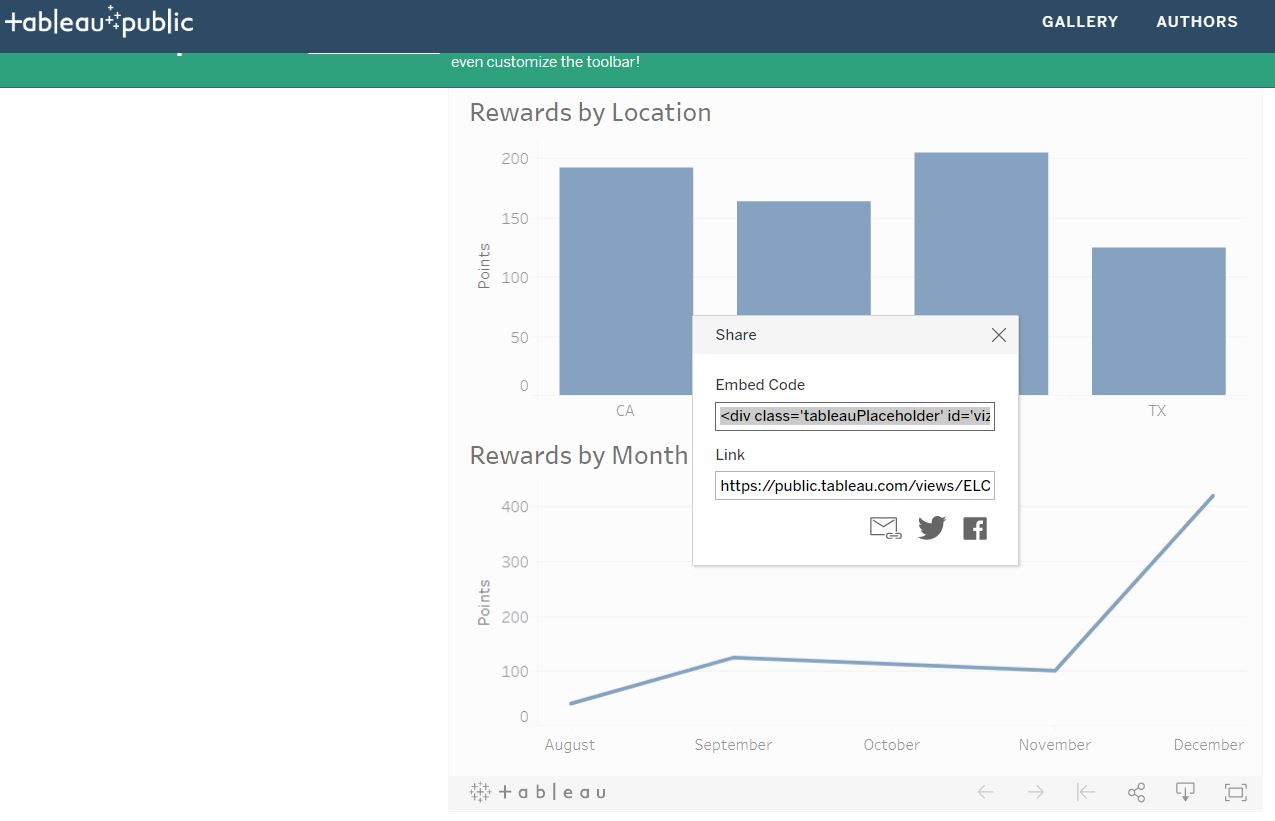 +ableau public
GALLERY
AUTHORS
even customize the toolbar!
Rewards by Location
200
150
100
50
0
Points
CA
TX
Share
Embed Code
<div class='tableauPlaceholder' id='viz
Link
https://public.tableau.com/views/ELC
Rewards by Month
400
300
200
100
0
Points
August
September
October
November
December
+ableau